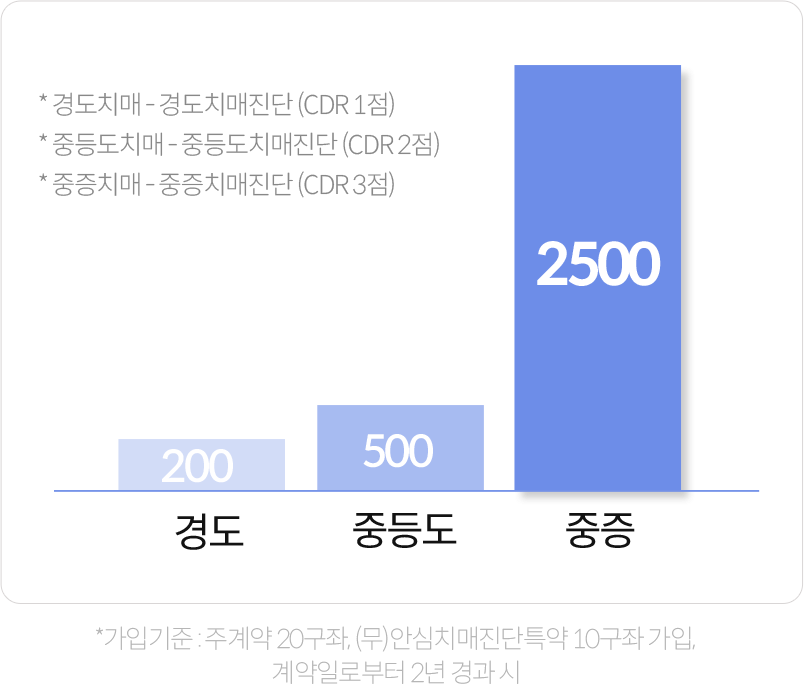 * 경도치매 - 경도치매진단 (CDR 1점)
* 중등도치매 - 중등도치매진단 (CDR 2점)
* 중증치매 - 중증치매진단 (CDR 3점)
2500
500
200
경도
중등도
중증
*가입기준 : 주계약 20구좌, (무)안심치매진단특약 10구좌 가입,
계약일로부터 2년 경과 시